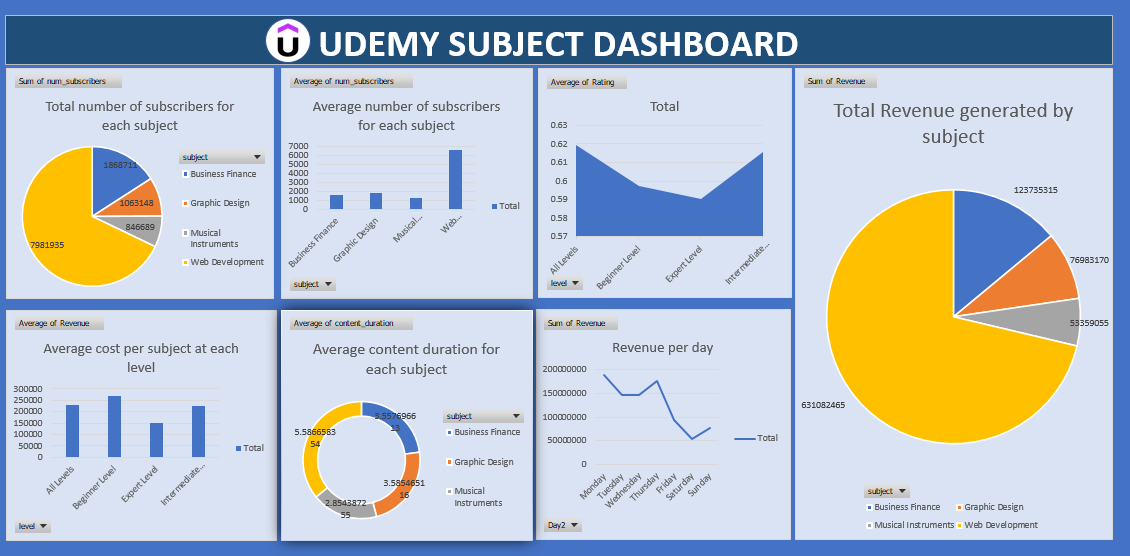 UDEMY SUBJECT DASHBOARD
Sum of num_subscribers
Total number of subscribers for
each subject
1868711
1063148
846689
7981935
subject
Business Finance
Graphic Design
Musical
Instruments
Web Development
Average of num_subscribers
Average number of subscribers
for each subject
7000
6000
5000
4000
3000
2000
1000
0
Business Finance
Graphic Design
Musical...
Web...
Total
subject
Average of Rating
Total
0.63
0.62
0.61
0.6
0.59
0.58
0.57
All Levels
Beginner Level
Expert Level
Intermediate...
level
Sum of Revenue
Total Revenue generated by
subject
123735315
76983170
53359055
631082465
subject
Business Finance
Graphic Design
Musical Instruments
Web Development
Average of Revenue
Average cost per subject at each
level
300000
250000
200000
150000
100000
50000
0
All Levels
Beginner Level
Expert Level
Intermediate...
Total
level
Average of content_duration
Average content duration for
each subject
3.5576966
13
3.5854651
16
2.8543872
55
5.5866583
54
subject
Business Finance
Graphic Design
Musical
Instruments
Sum of Revenue
Revenue per day
200000000
150000000
100000000
50000000
0
Monday
Tuesday
Wednesday
Thursday
Friday
Saturday
Sunday
Total
Day2